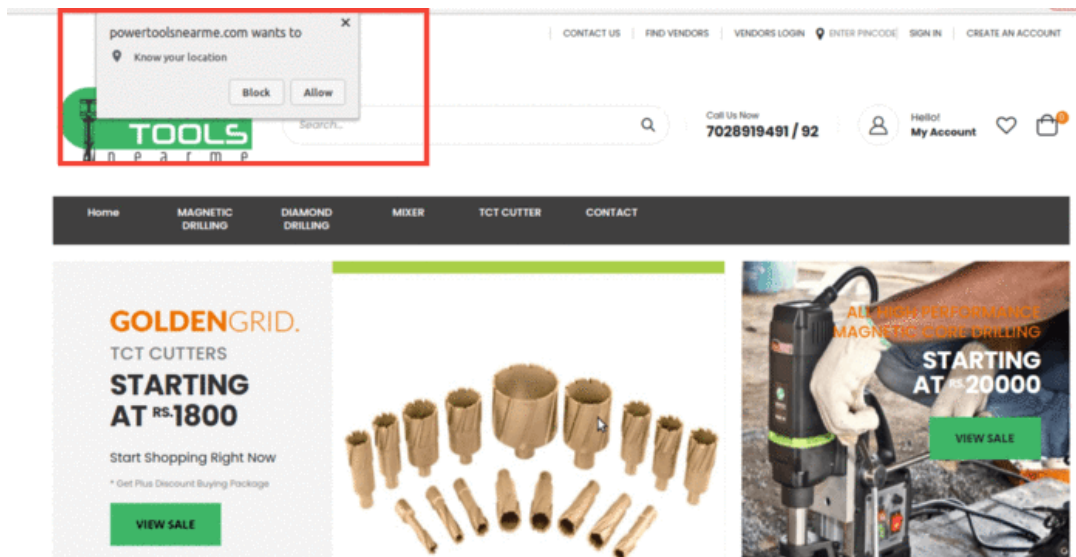 powertoolsnearme.com wants to
Know your location
Block Allow
CONTACT US FIND VENDORS VENDORS LOGIN ENTER PINCODE SIGN IN CREATE AN ACCOUNT
TOOLS
nearme
Search...
Call Us Now
7028919491 / 92
Hello!
My Account
0
Home MAGNETIC DRILLING DIAMOND DRILLING MIXER TCT CUTTER CONTACT
GOLDENGRID.
TCT CUTTERS
STARTING
AT RS.1800
Start Shopping Right Now
* Get Plus Discount Buying Package
VIEW SALE
ALL HIGH PERFORMANCE
MAGNETIC CORE DRILLING
STARTING
AT RS.20000
VIEW SALE